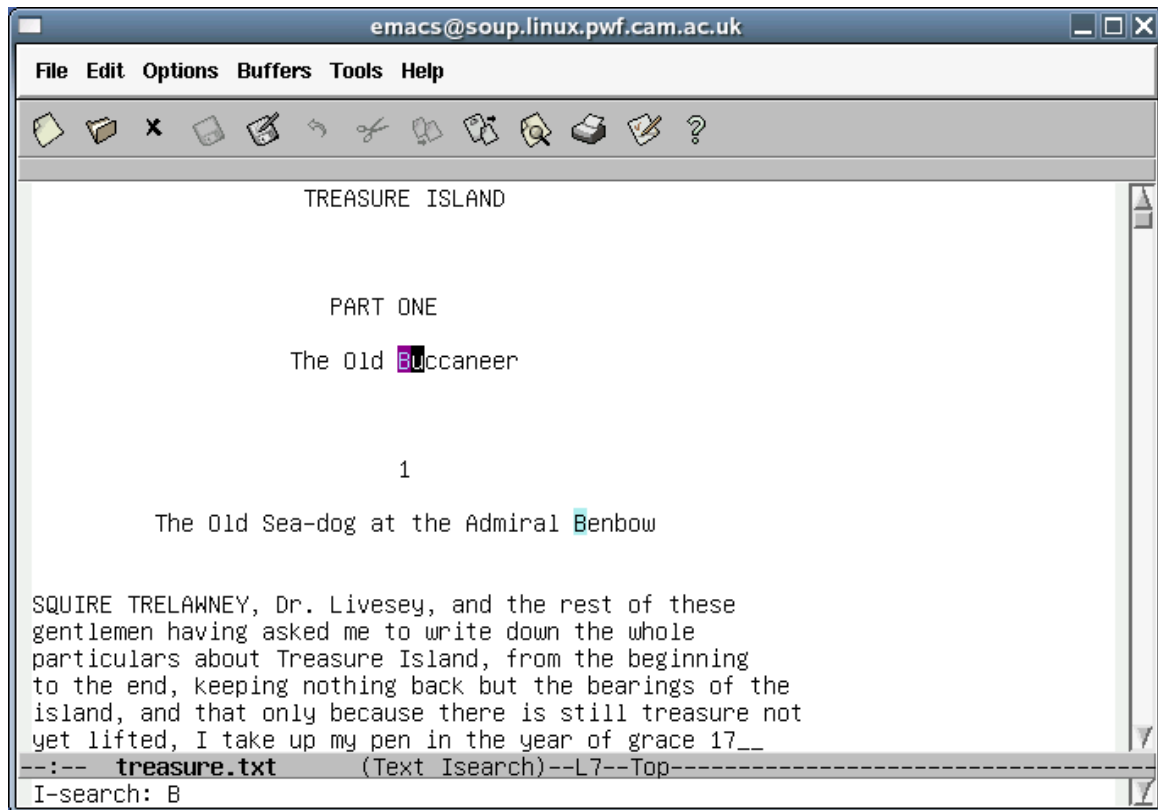 emacs@soup.linux.pwf.cam.ac.uk
File Edit Options Buffers Tools Help
TREASURE ISLAND
PART ONE
The Old Buccaneer
1
The Old Sea-dog at the Admiral Benbow
SQUIRE TRELAWNEY, Dr. Livesey, and the rest of these
gentlemen having asked me to write down the whole
particulars about Treasure Island, from the beginning
to the end, keeping nothing back but the bearings of the
island, and that only because there is still treasure not
yet lifted, I take up my pen in the year of grace 17__
--:-- treasure.txt (Text Isearch)--L7--Top------------------------------------
I-search: B